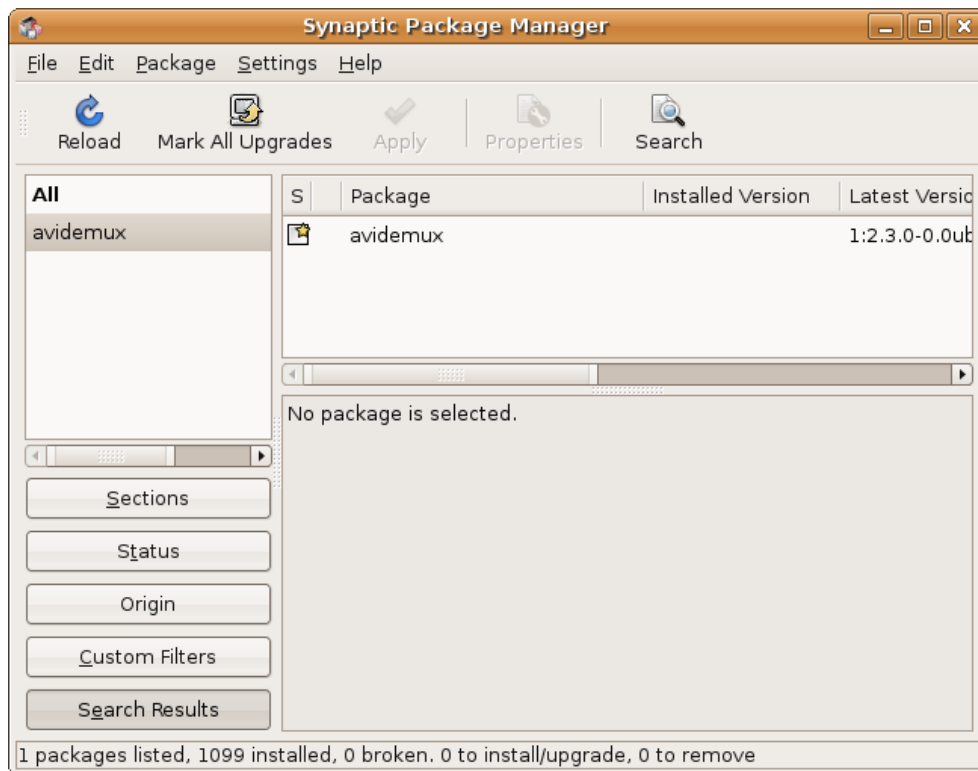 Synaptic Package Manager
File Edit Package Settings Help
Reload Mark All Upgrades Apply Properties Search
All
avidemux
S Package Installed Version Latest Versio
avidemux 1:2.3.0-0.0ub
No package is selected.
Sections
Status
Origin
Custom Filters
Search Results
1 packages listed, 1099 installed, 0 broken. 0 to install/upgrade, 0 to remove